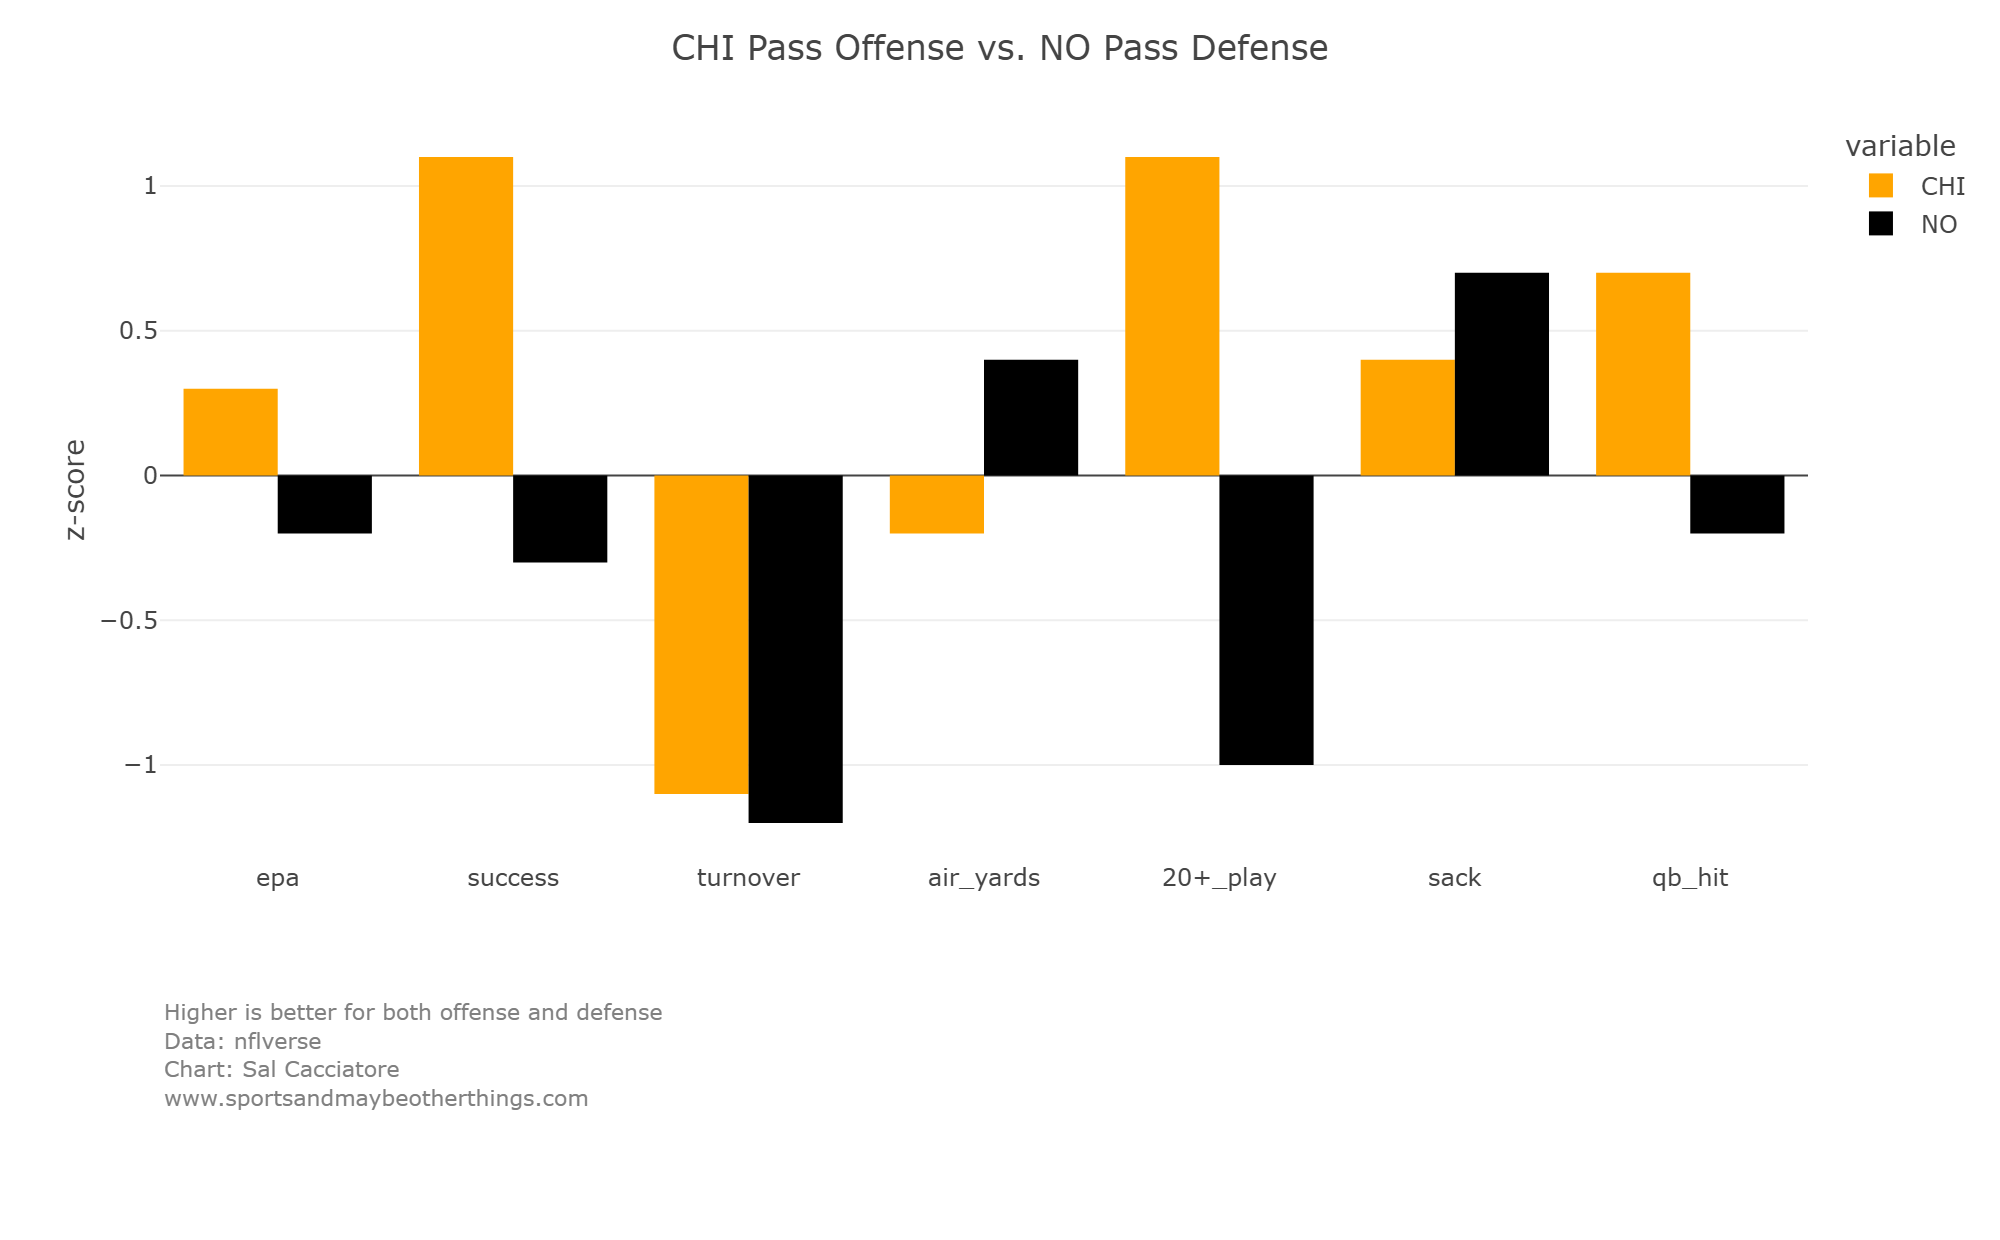 CHI Pass Offense vs. NO Pass Defense
variable
CHI
NO
1
0.5
0
−0.5
−1
z-score
epa
success
turnover
air_yards
20+_play
sack
qb_hit
Higher is better for both offense and defense
Data: nflverse
Chart: Sal Cacciatore
www.sportsandmaybeotherthings.com